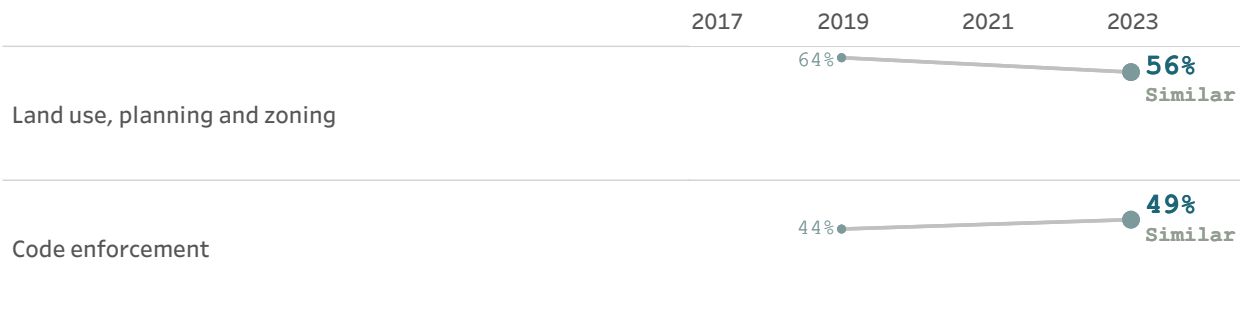 2017 2019 2021 2023
64% 56%
Similar
Land use, planning and zoning
49%
44%
Similar
Code enforcement